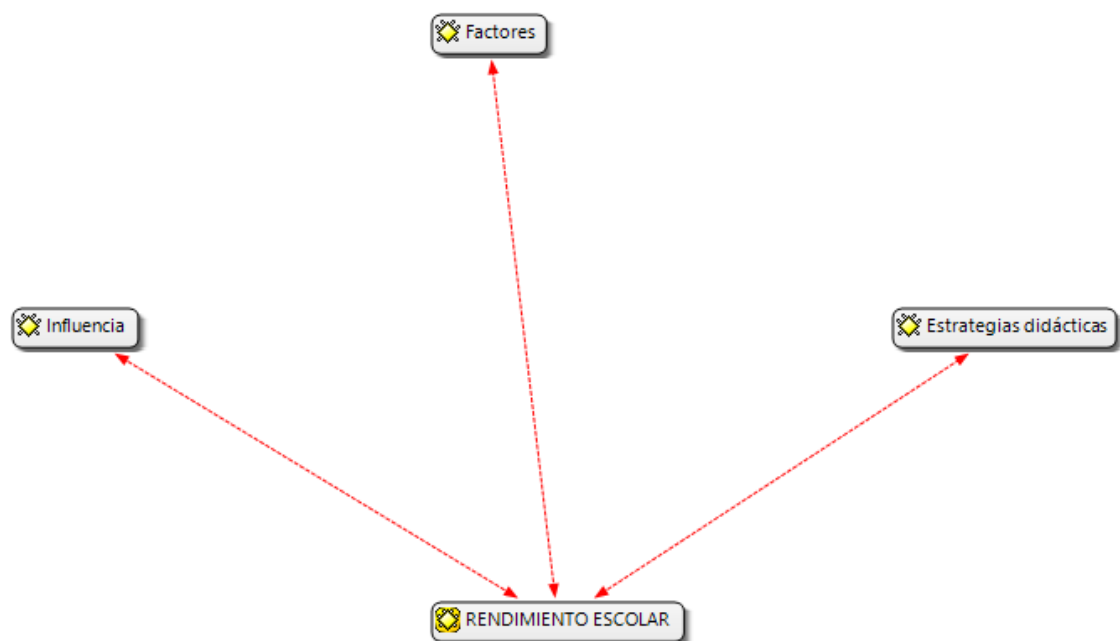 Factores
Influencia
Estrategias didácticas
RENDIMIENTO ESCOLAR